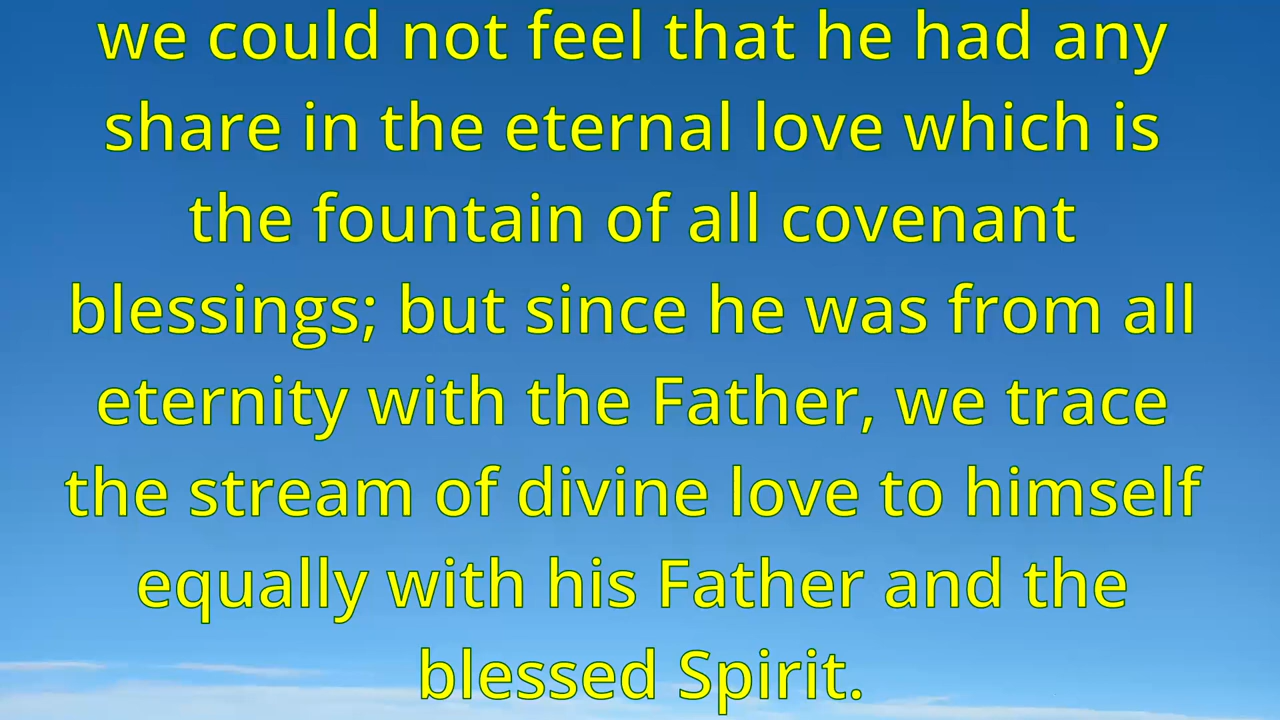 we could not feel that he had any
share in the eternal love which is
the fountain of all covenant
blessings; but since he was from all
eternity with the Father, we trace
the stream of divine love to himself
equally with his Father and the
blessed Spirit.